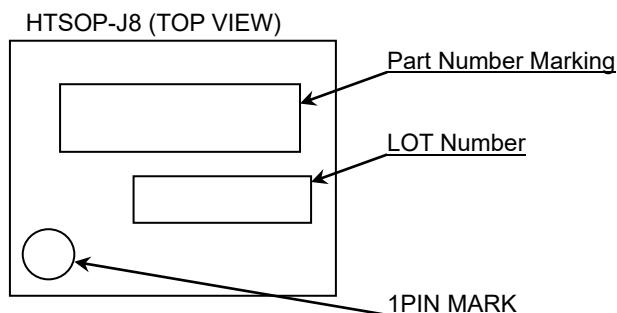 HTSOP-J8 (TOP VIEW)
Part Number Marking
LOT Number
1PIN MARK